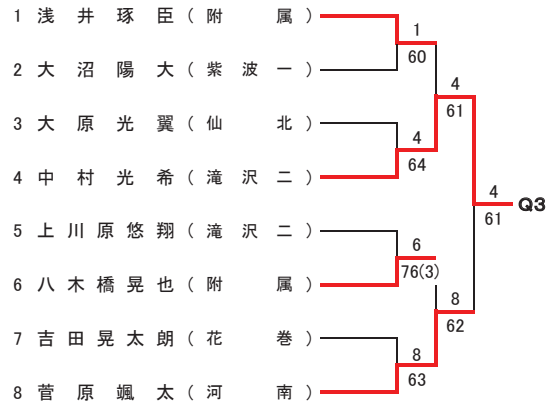 1 浅井琢臣(附属)
1
60
2 大沼陽大(紫波一)
4
61
3 大原光翼(仙北)
4
64
4 中村光希(滝沢二)
4
Q3
61
5 上川原悠翔(滝沢二)
6
76(3)
6 八木橋晃也(附属)
8
62
7 吉田晃太朗(花巻)
8
63
8 菅原颯太(河南)